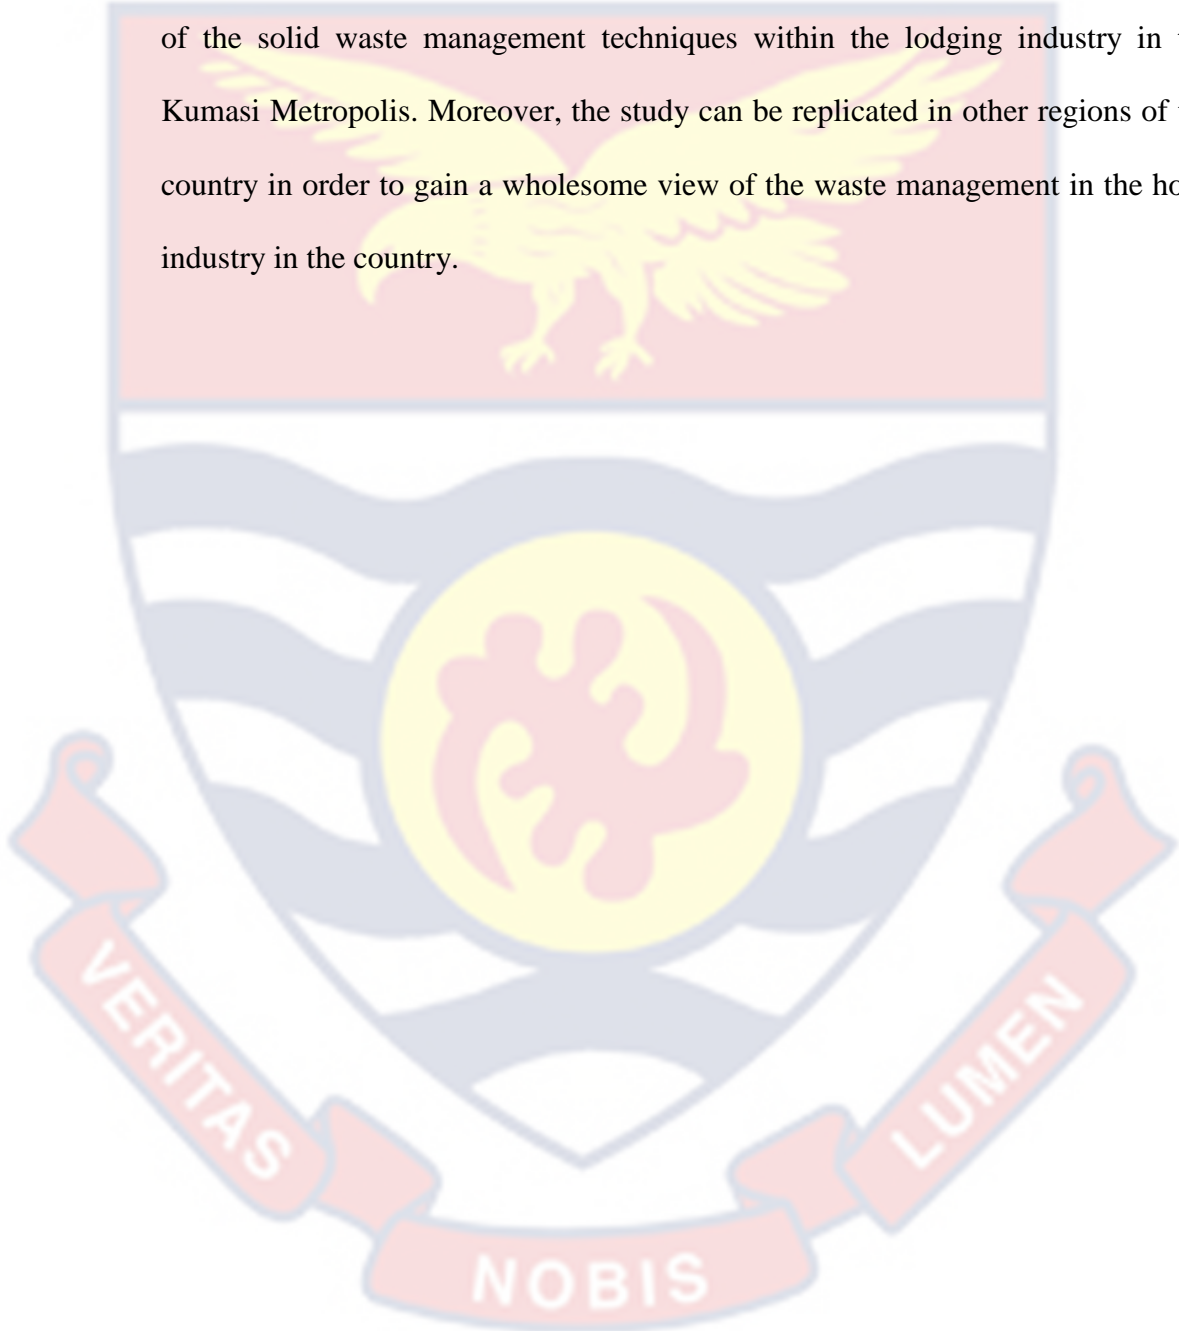 of the solid waste management techniques within the lodging industry in
Kumasi Metropolis. Moreover, the study can be replicated in other regions of
country in order to gain a wholesome view of the waste management in the
industry in the country.
VERITAS
NOBIS
LUMEN